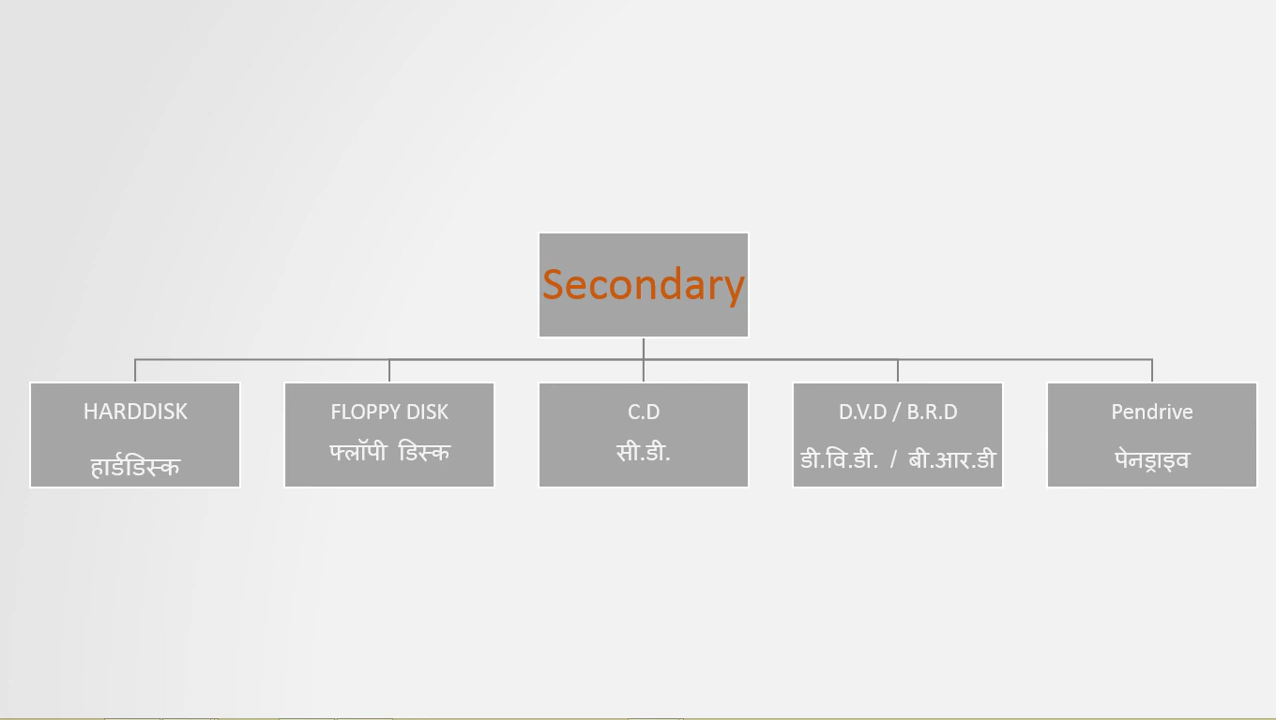 Secondary
HARDDISK
हार्डडिस्क
FLOPPY DISK
फ्लॉपी डिस्क
C.D
सी.डी.
D.V.D / B.R.D
डी.वि.डी. / बी.आर.डी
Pendrive
पेनड्राइव